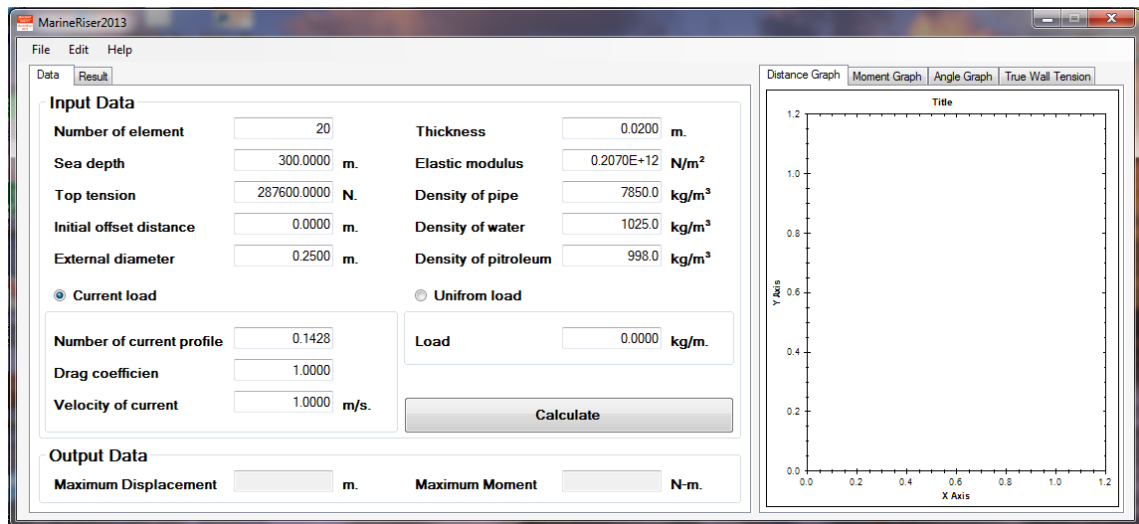 MarineRiser2013
File Edit Help
Data Result
Input Data
Number of element 20
Sea depth 300.0000 m.
Top tension 287600.0000 N.
Initial offset distance 0.0000 m.
External diameter 0.2500 m.
Thickness 0.0200 m.
Elastic modulus 0.2070E+12 N/m²
Density of pipe 7850.0 kg/m³
Density of water 1025.0 kg/m³
Density of pitroleum 998.0 kg/m³
Current load
Number of current profile 0.1428
Drag coefficien 1.0000
Velocity of current 1.0000 m/s.
Unifrom load
Load 0.0000 kg/m.
Calculate
Output Data
Maximum Displacement m.
Maximum Moment N-m.
Distance Graph Moment Graph Angle Graph True Wall Tension
Title
1.2
1.0
0.8
0.6
0.4
0.2
0.0
Y Axis
0.0 0.2 0.4 0.6 0.8 1.0 1.2
X Axis